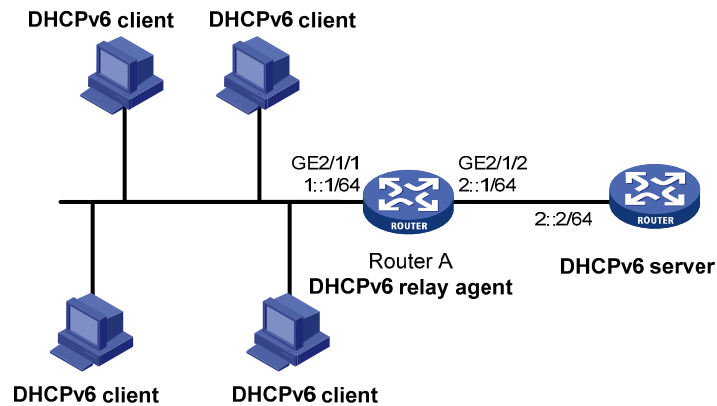 DHCPv6 client
DHCPv6 client
GE2/1/1
1::1/64
GE2/1/2
2::1/64
ROUTER
ROUTER
2::2/64
Router A
DHCPv6 relay agent
DHCPv6 server
DHCPv6 client
DHCPv6 client